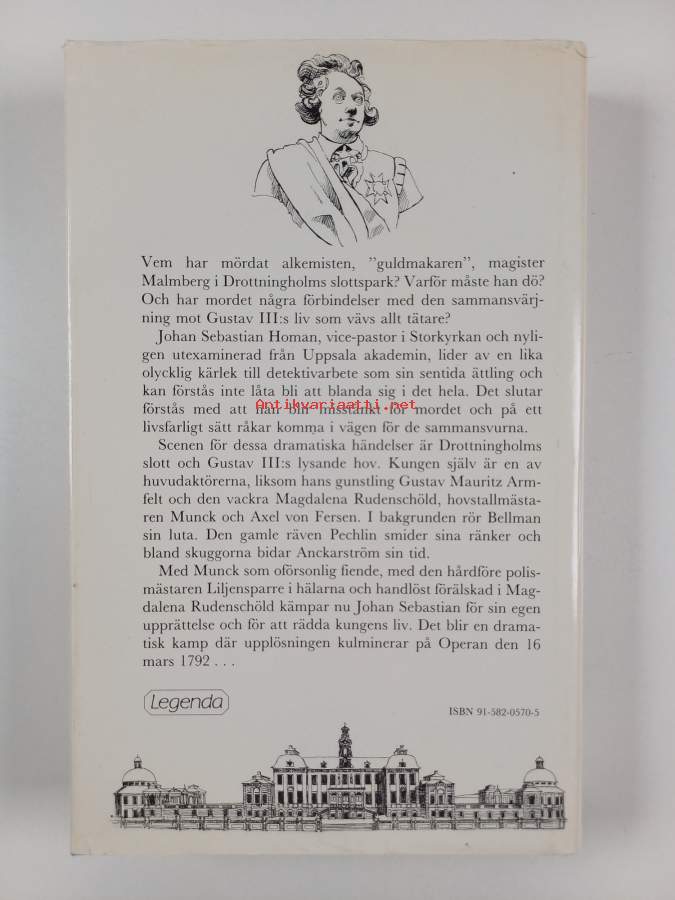 Vem har mördat alkemisten, ”guldmakaren”, magister
Malmberg i Drottningholms slottspark? Varför måste han dö?
Och har mordet några förbindelser med den sammansvärj-
ning mot Gustav III:s liv som vävs allt tätare?
Johan Sebastian Homan, vice-pastor i Storkyrkan och nyli-
gen utexaminerad från Uppsala akademin, lider av en lika
olycklig kärlek till detektivarbete som sin sentida ättling och
kan förstås inte låta bli att blanda sig i det hela. Det slutar
Antikvariaatti.net
förstås med att han blir misstänkt för mordet och på ett
livsfarligt sätt råkar komma i vägen för de sammansvurna.
Scenen för dessa dramatiska händelser är Drottningholms
slott och Gustav III:s lysande hov. Kungen själv är en av
huvudaktörerna, liksom hans gunstling Gustav Mauritz Arm-
felt och den vackra Magdalena Rudenschöld, hovstallmästa-
ren Munck och Axel von Fersen. I bakgrunden rör Bellman
sin luta. Den gamle räven Pechlin smider sina ränker och
bland skuggorna bidar Anckarström sin tid.
Med Munck som oförsonlig fiende, med den hårdföre polis-
mästaren Liljensparre i hälarna och handlöst förälskad i Mag-
dalena Rudenschöld kämpar nu Johan Sebastian för sin egen
upprättelse och för att rädda kungens liv. Det blir en drama-
tisk kamp där upplösningen kulminerar på Operan den 16
mars 1792 . . .
Legenda
ISBN 91-582-0570-5